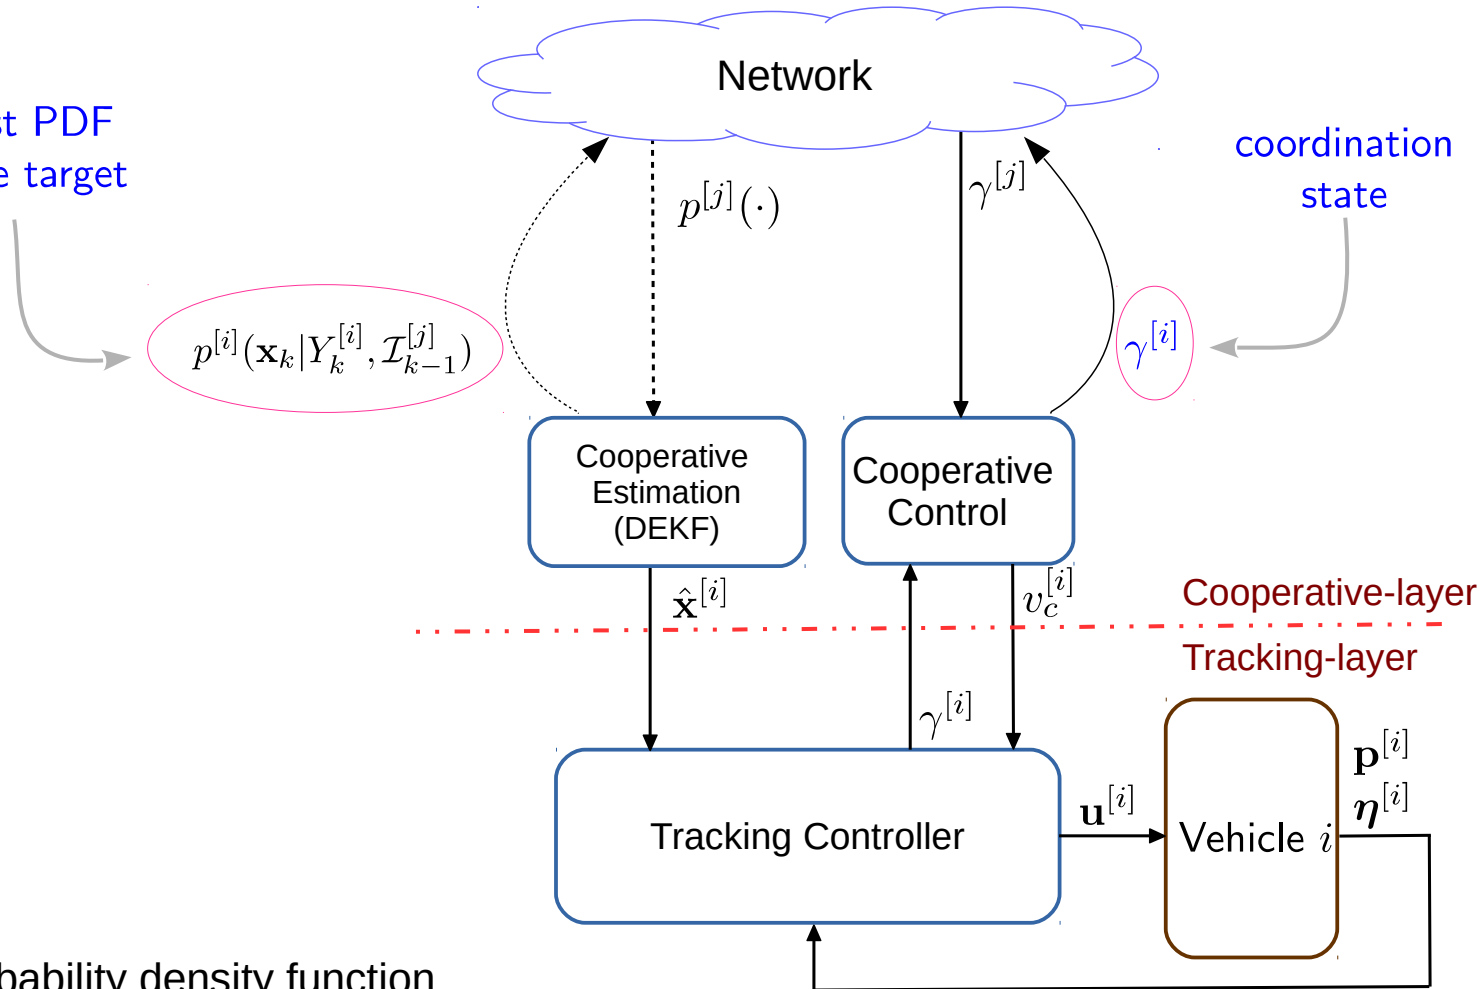 Network
PDF
target
coordination
state
p^{[j]}(·)
γ^{[j]}
p^{[i]}(𝐱_k|Y_k^{[i]}, ℐ_{k-1}^{[j]})
γ^{[i]}
Cooperative
Estimation
(DEKF)
Cooperative
Control
𝐱̂^{[i]}
v_c^{[i]}
Cooperative-layer
Tracking-layer
γ^{[i]}
Tracking Controller
𝐮^{[i]}
Vehicle i
𝐩^{[i]}
𝛈^{[i]}
density function